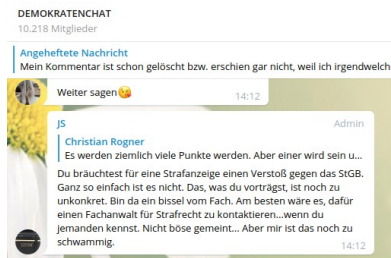 DEMOKRATENCHAT
10.218 Mitglieder
Angeheftete Nachricht
Mein Kommentar ist schon gelöscht bzw. erschien gar nicht, weil ich irgendwelch
Weiter sagen😘
14:12
JS Admin
Christian Rogner
Es werden ziemlich viele Punkte werden. Aber einer wird sein u...
Du bräuchtest für eine Strafanzeige einen Verstoß gegen das StGB.
Ganz so einfach ist es nicht. Das, was du vorträgst, ist noch zu
unkonkret. Bin da ein bissel vom Fach. Am besten wäre es, dafür
einen Fachanwalt für Strafrecht zu kontaktieren...wenn du
jemanden kennst. Nicht böse gemeint... Aber mir ist das noch zu
schwammig.
14:12